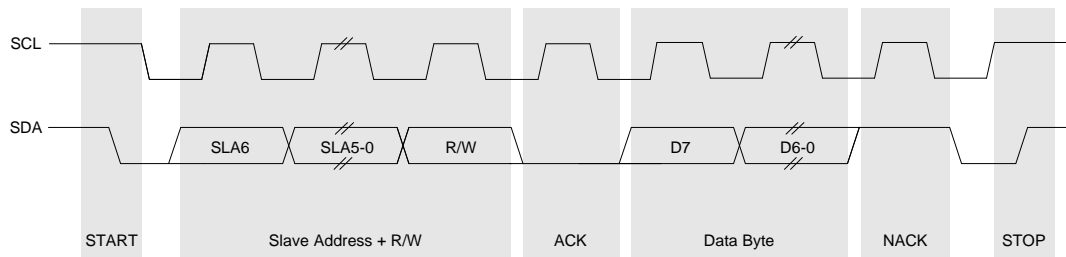 SCL
SDA
SLA6 SLA5-0 R/W D7 D6-0
START Slave Address + R/W ACK Data Byte NACK STOP